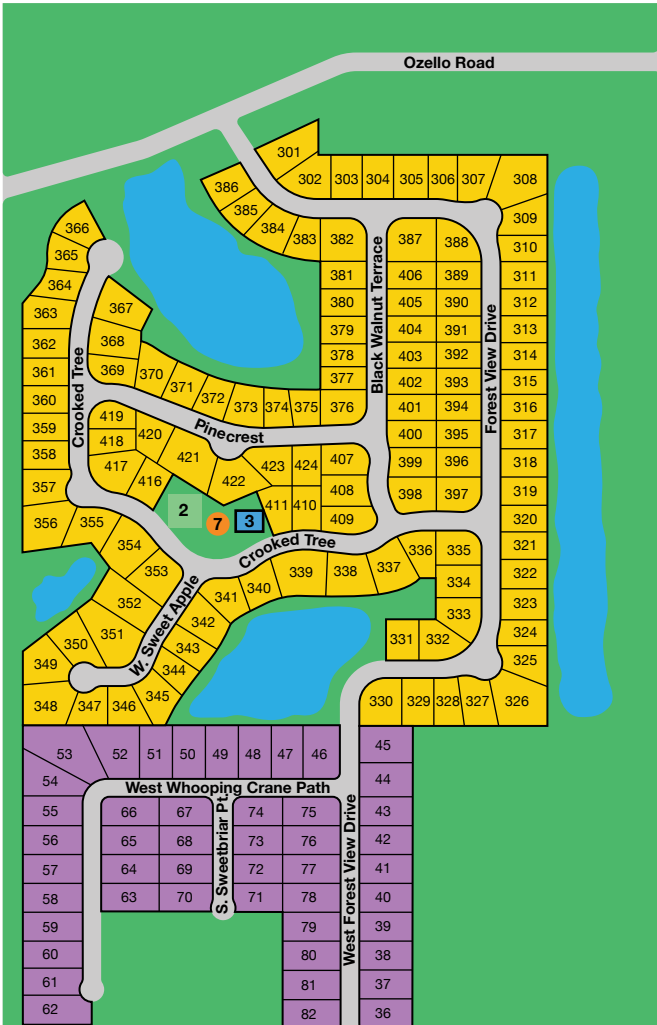 Ozello Road
301
302 303 304 305 306 307 308
386
385
384
383 382
387 388
309
310
366
365
364
363
362
361
360
359
358
357
356 355
354
353
352
351
350
349
348 347 346 345
344
343
342
341 340 339 338 337 336
367
368
369 370 371 372 373 374 375 376
377
378
379
380
381
Crooked Tree
Pinecrest
Black Walnut Terrace
Forest View Drive
406 389
405 390
404 391
403 392
402 393
401 394
400 395
399 396
398 397
311
312
313
314
315
316
317
318
319
320
321
322
323
324
325
326
419
418
417 416
420 421 422 423 424 407
408
411 410 409
2 7 3
Crooked Tree
W. Sweet Apple
335
334
333
331 332
330 329 328 327
53 52 51 50 49 48 47 46 45
54
44
West Whooping Crane Path
S. Sweetbriar Pt.
West Forest View Drive
55 66 67 74 75 43
56 65 68 73 76 42
57 64 69 72 77 41
58 63 70 71 78 40
59 79 39
60 80 38
61 81 37
62 82 36